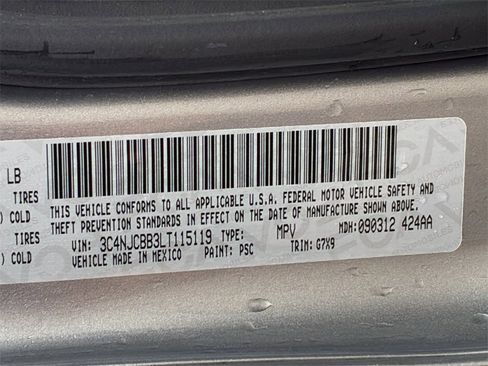 LB
TIRES
COLD
TIRES
COLD
THIS VEHICLE CONFORMS TO ALL APPLICABLE U.S.A. FEDERAL MOTOR VEHICLE SAFETY AND
THEFT PREVENTION STANDARDS IN EFFECT ON THE DATE OF MANUFACTURE SHOWN ABOVE.
VIN: 3C4NJCBB3LT115119 TYPE: MPV MDH: 090312 424AA
VEHICLE MADE IN MEXICO PAINT: PSC TRIM: G7X9